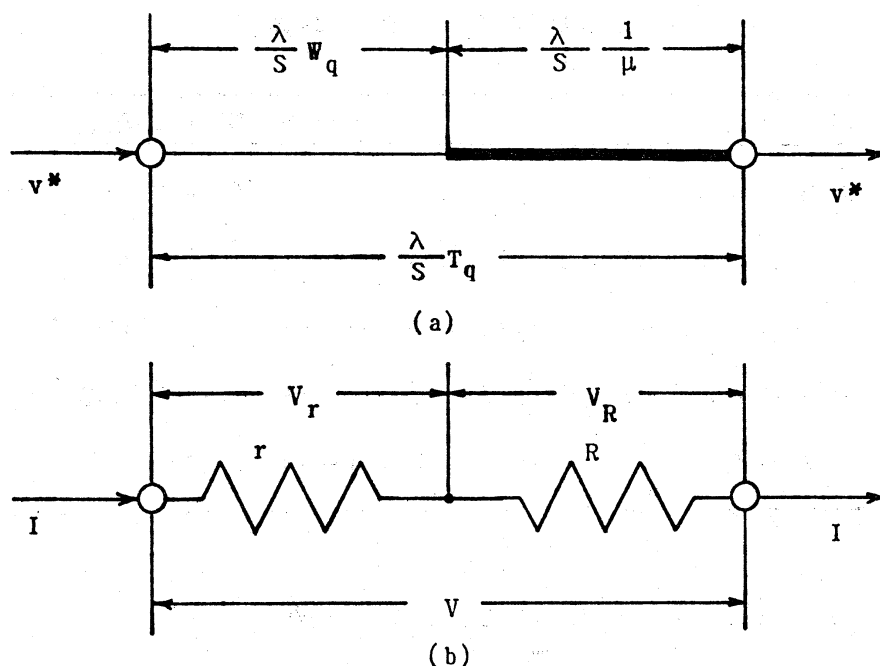 λ/S W_q λ/S 1/μ
v* v*
λ/S T_q
(a)
V_r V_R
r R
I I
V
(b)